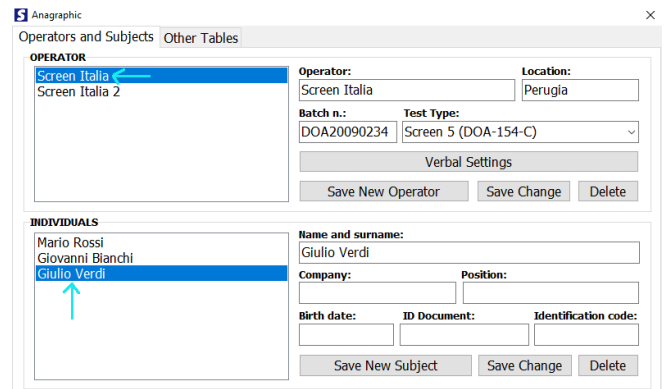 S Anagraphic
Operators and Subjects Other Tables
OPERATOR
Screen Italia
Screen Italia 2
Operator: Location:
Screen Italia Perugia
Batch n.: Test Type:
DOA20090234 Screen 5 (DOA-154-C)
Verbal Settings
Save New Operator Save Change Delete
INDIVIDUALS
Mario Rossi
Giovanni Bianchi
Giulio Verdi
Name and surname:
Giulio Verdi
Company: Position:
Birth date: ID Document: Identification code:
Save New Subject Save Change Delete